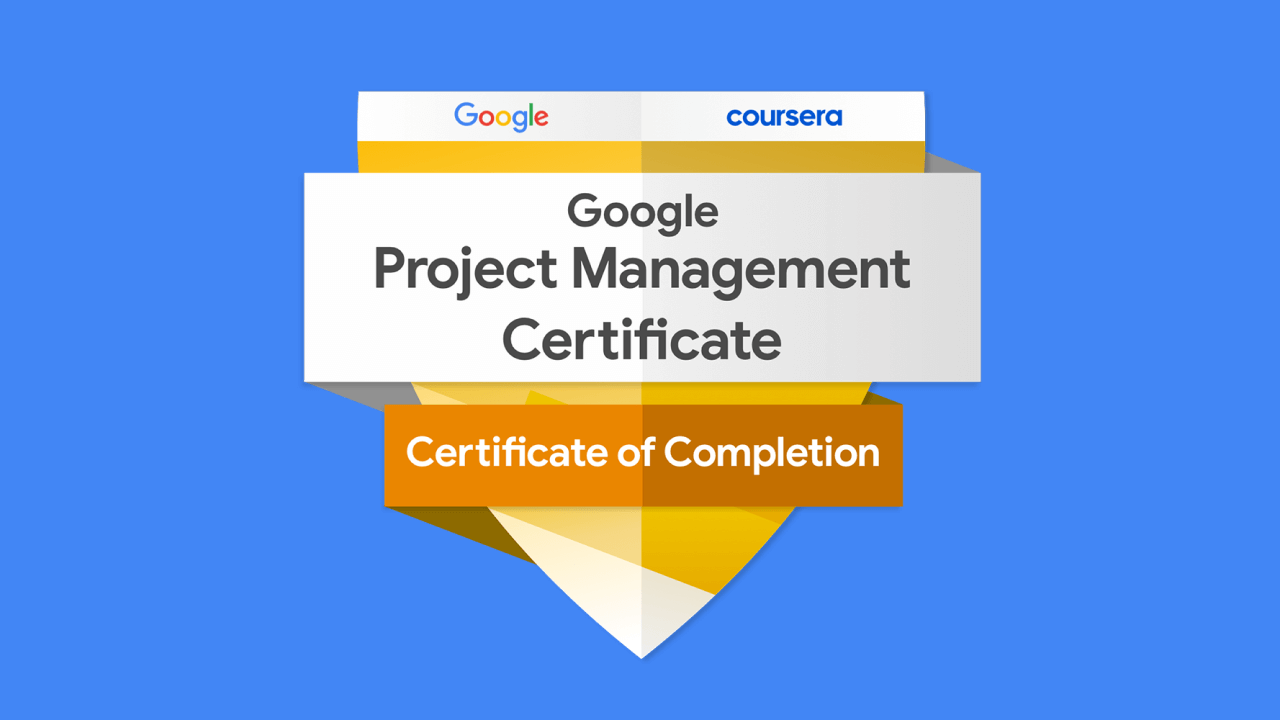 Google coursera
Google
Project Management
Certificate
Certificate of Completion